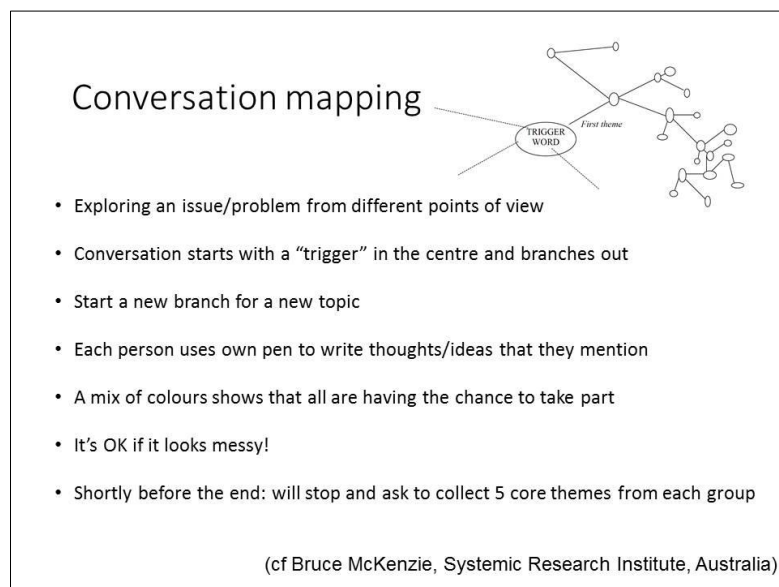 Conversation mapping
TRIGGER
WORD
First theme
• Exploring an issue/problem from different points of view
• Conversation starts with a “trigger” in the centre and branches out
• Start a new branch for a new topic
• Each person uses own pen to write thoughts/ideas that they mention
• A mix of colours shows that all are having the chance to take part
• It’s OK if it looks messy!
• Shortly before the end: will stop and ask to collect 5 core themes from each group
(cf Bruce McKenzie, Systemic Research Institute, Australia)